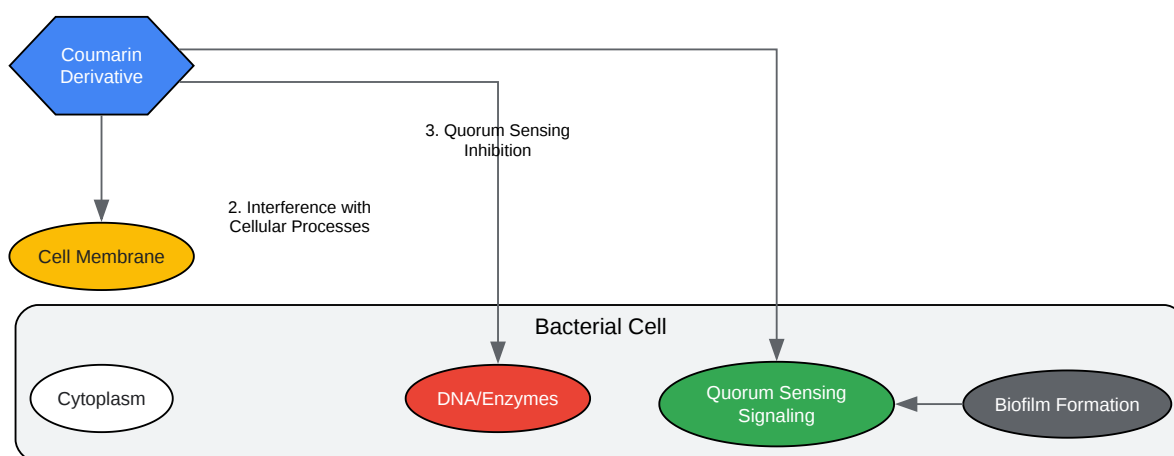 Coumarin
Derivative
3. Quorum Sensing
Inhibition
2. Interference with
Cellular Processes
Cell Membrane
Bacterial Cell
Cytoplasm
DNA/Enzymes
Quorum Sensing
Signaling
Biofilm Formation